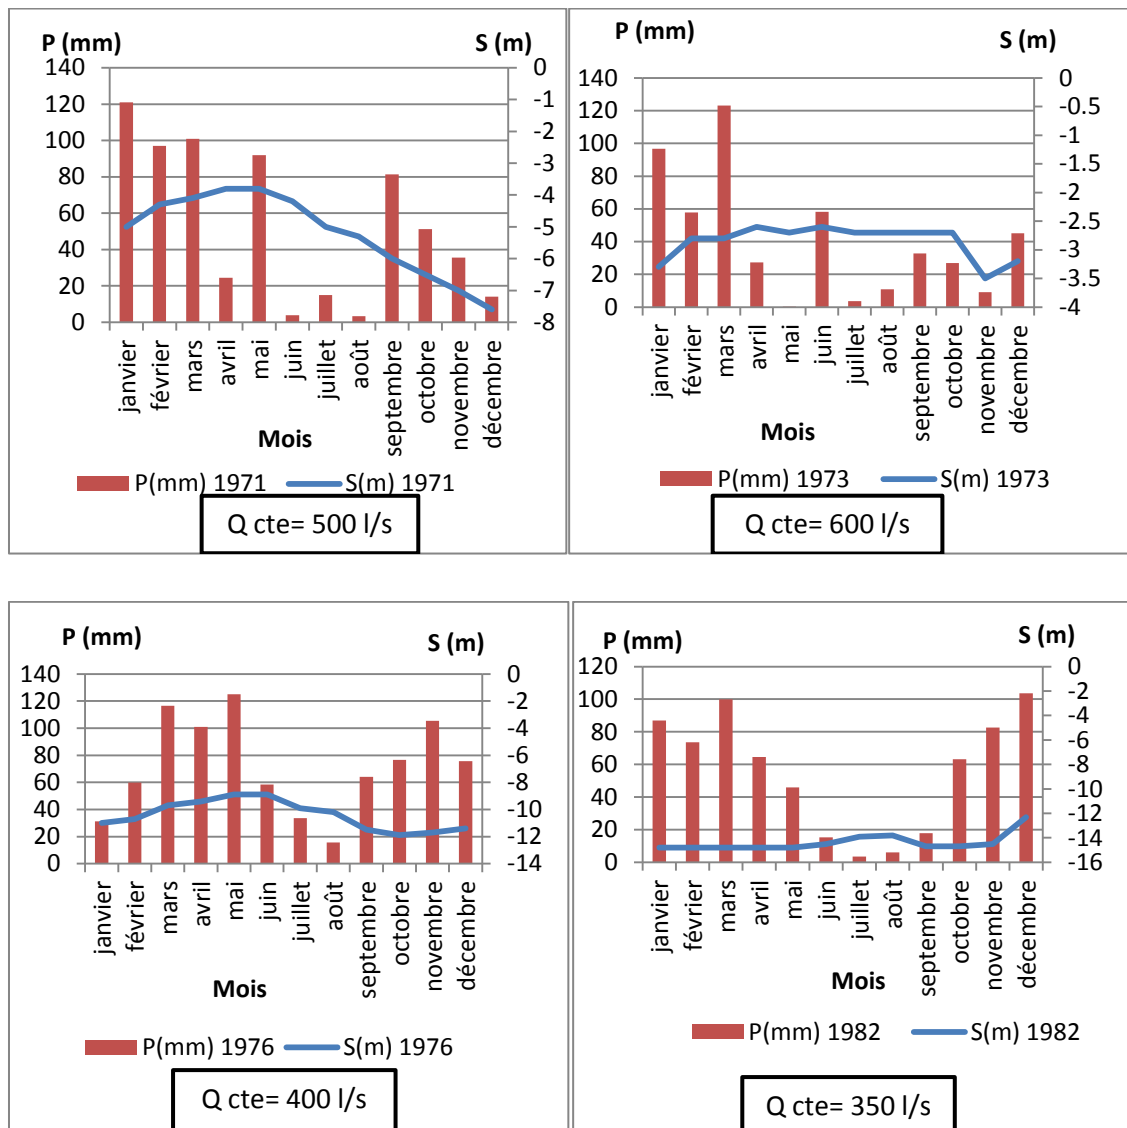 P (mm) S (m)
140 0
120 -1
100 -2
80 -3
60 -4
40 -5
20 -6
0 -7
-8
janvier
février
mars
avril
mai
juin
juillet
août
septembre
octobre
novembre
décembre
Mois
P(mm) 1971 S(m) 1971
Q cte= 500 l/s
P (mm) S (m)
140 0
120 -0.5
100 -1
80 -1.5
60 -2
40 -2.5
20 -3
0 -3.5
-4
janvier
février
mars
avril
mai
juin
juillet
août
septembre
octobre
novembre
décembre
Mois
P(mm) 1973 S(m) 1973
Q cte= 600 l/s
P (mm) S (m)
140 0
120 -2
100 -4
80 -6
60 -8
40 -10
20 -12
0 -14
janvier
février
mars
avril
mai
juin
juillet
août
septembre
octobre
novembre
décembre
Mois
P(mm) 1976 S(m) 1976
Q cte= 400 l/s
P (mm) S (m)
120 0
100 -2
80 -4
60 -6
40 -8
20 -10
0 -12
-14
-16
janvier
février
mars
avril
mai
juin
juillet
août
septembre
octobre
novembre
décembre
Mois
P(mm) 1982 S(m) 1982
Q cte= 350 l/s